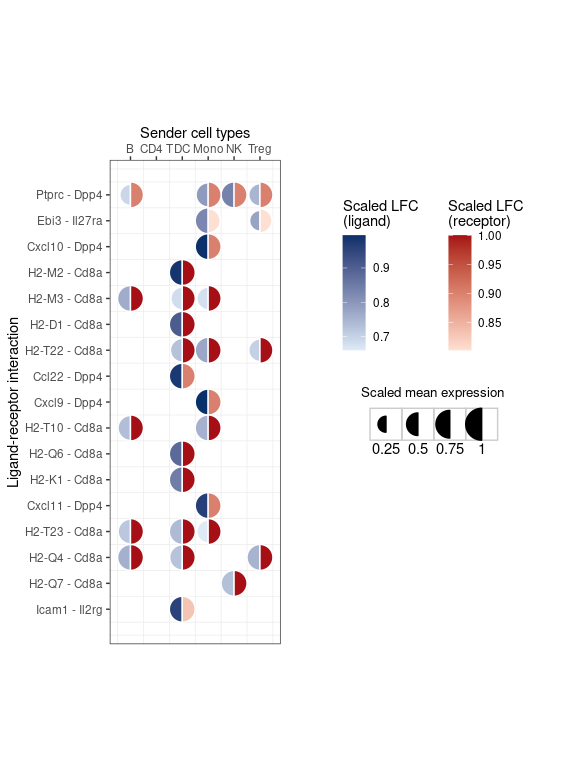 Sender cell types
B CD4 T DC Mono NK Treg
Ligand-receptor interaction
Ptprc - Dpp4
Ebi3 - Il27ra
Cxcl10 - Dpp4
H2-M2 - Cd8a
H2-M3 - Cd8a
H2-D1 - Cd8a
H2-T22 - Cd8a
Ccl22 - Dpp4
Cxcl9 - Dpp4
H2-T10 - Cd8a
H2-Q6 - Cd8a
H2-K1 - Cd8a
Cxcl11 - Dpp4
H2-T23 - Cd8a
H2-Q4 - Cd8a
H2-Q7 - Cd8a
Icam1 - Il2rg
Scaled LFC
(ligand)
0.9
0.8
0.7
Scaled LFC
(receptor)
1.00
0.95
0.90
0.85
Scaled mean expression
0.25 0.5 0.75 1